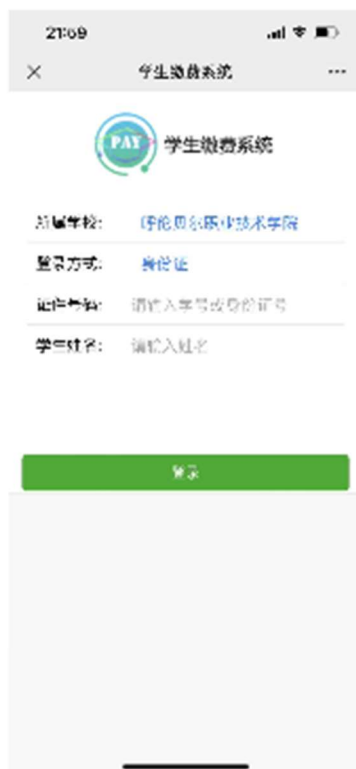 21:59
学生缴费系统
PAY 学生缴费系统
所属学校: 呼伦贝尔职业技术学院
登录方式: 身份证
证件号码: 请输入学号或身份证号
学生姓名: 请输入姓名
登录